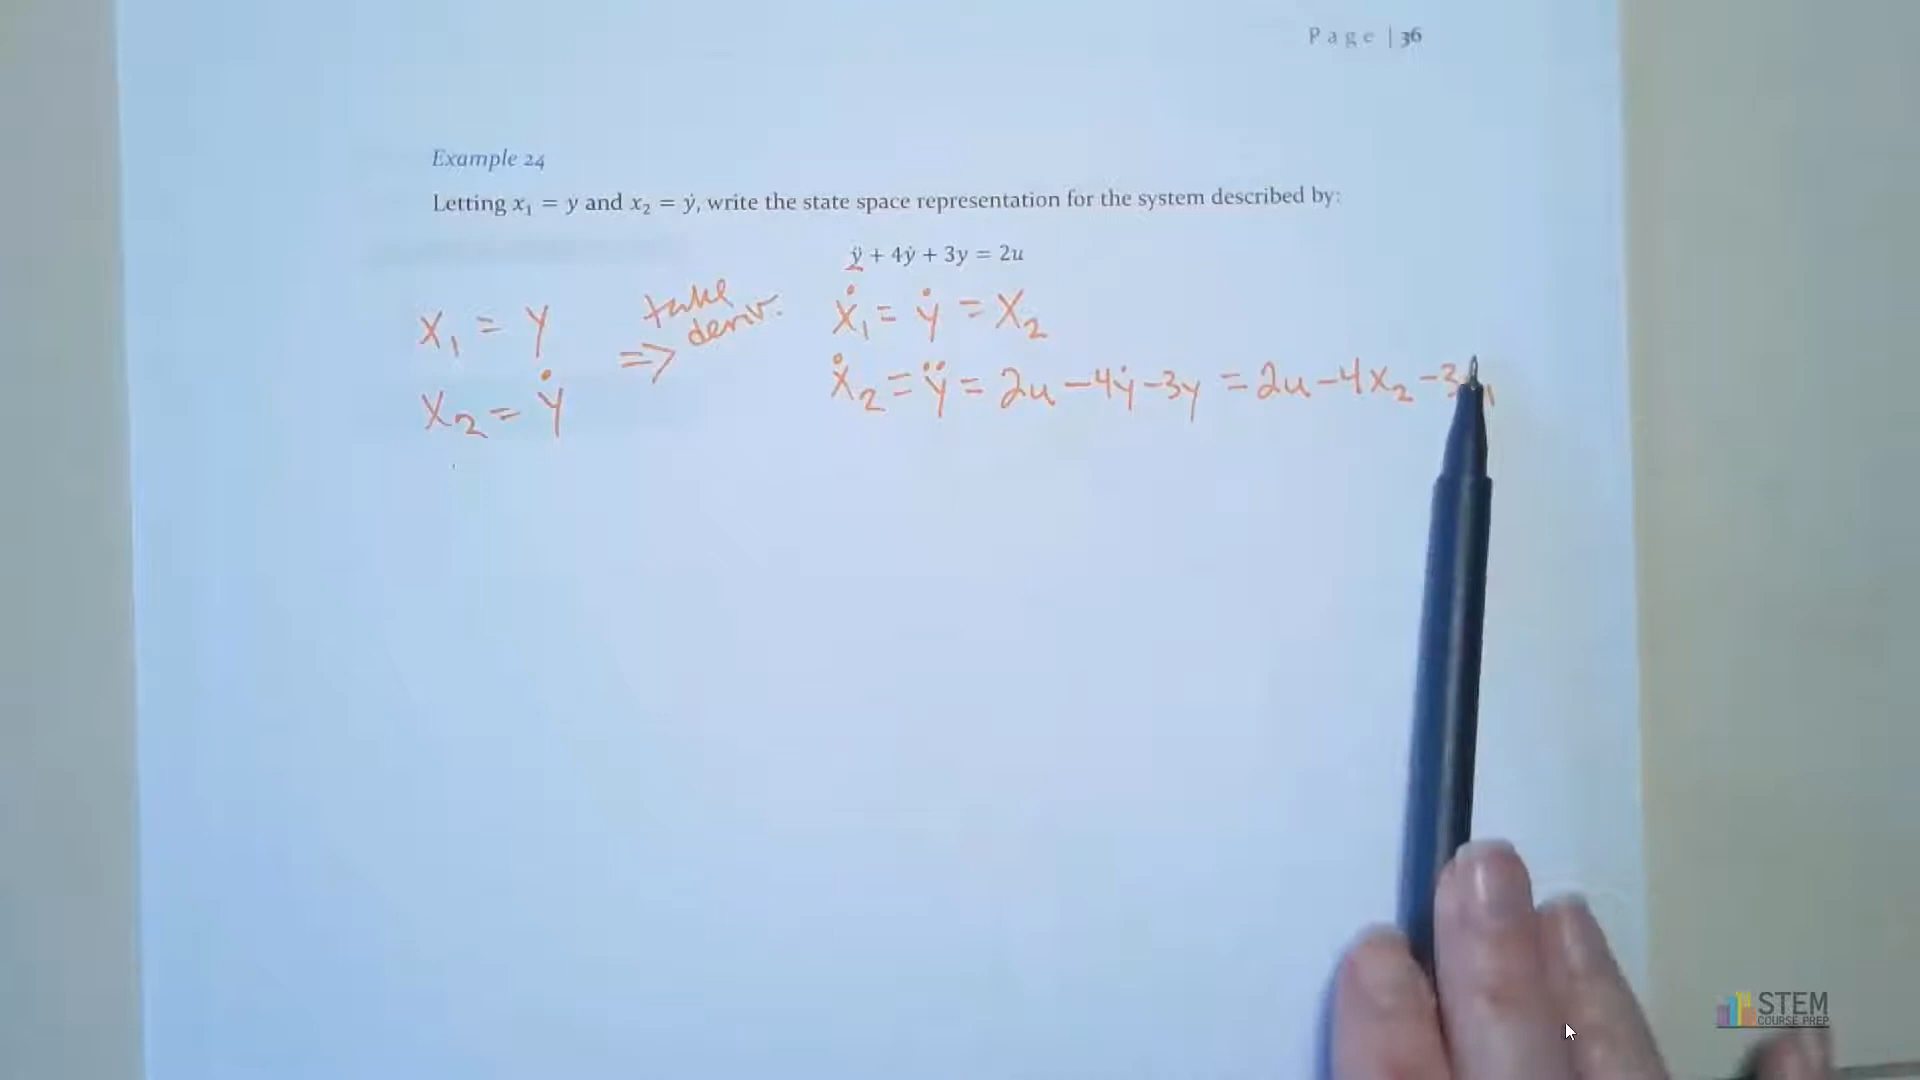 Page | 36
Example 24
Letting x₁ = y and x₂ = ẏ, write the state space representation for the system described by:
ÿ + 4ẏ + 3y = 2u
x₁ = y
x₂ = ẏ
take deriv.
⇒
ẋ₁ = ẏ = x₂
ẋ₂ = ÿ = 2u - 4ẏ - 3y = 2u - 4x₂ - 3
STEM
COURSE PREP